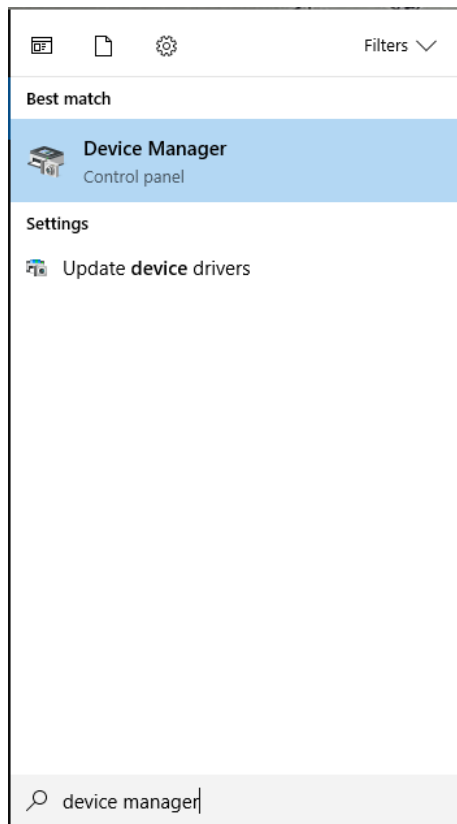 Filters
Best match
Device Manager
Control panel
Settings
Update device drivers
device manager